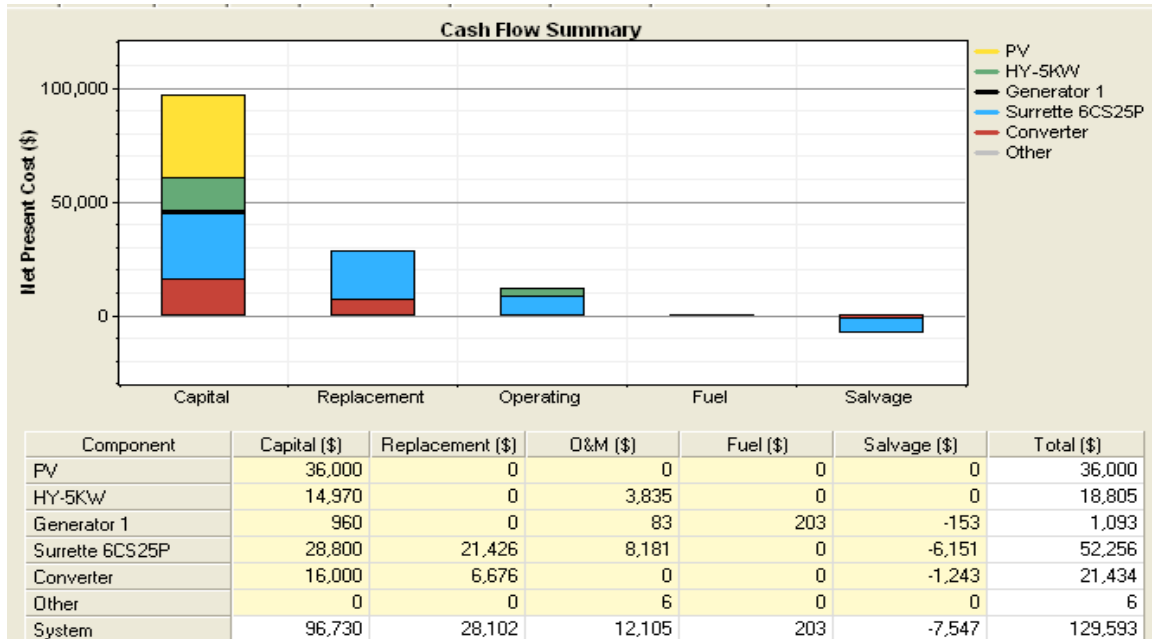 Cash Flow Summary
PV
HY-5KW
Generator 1
Surrette 6CS25P
Converter
Other
100,000
50,000
0
Net Present Cost ($)
Capital Replacement Operating Fuel Salvage
Component Capital ($) Replacement ($) O&M ($) Fuel ($) Salvage ($) Total ($)
PV 36,000 0 0 0 0 36,000
HY-5KW 14,970 0 3,835 0 0 18,805
Generator 1 960 0 83 203 -153 1,093
Surrette 6CS25P 28,800 21,426 8,181 0 -6,151 52,256
Converter 16,000 6,676 0 0 -1,243 21,434
Other 0 0 6 0 0 6
System 96,730 28,102 12,105 203 -7,547 129,593